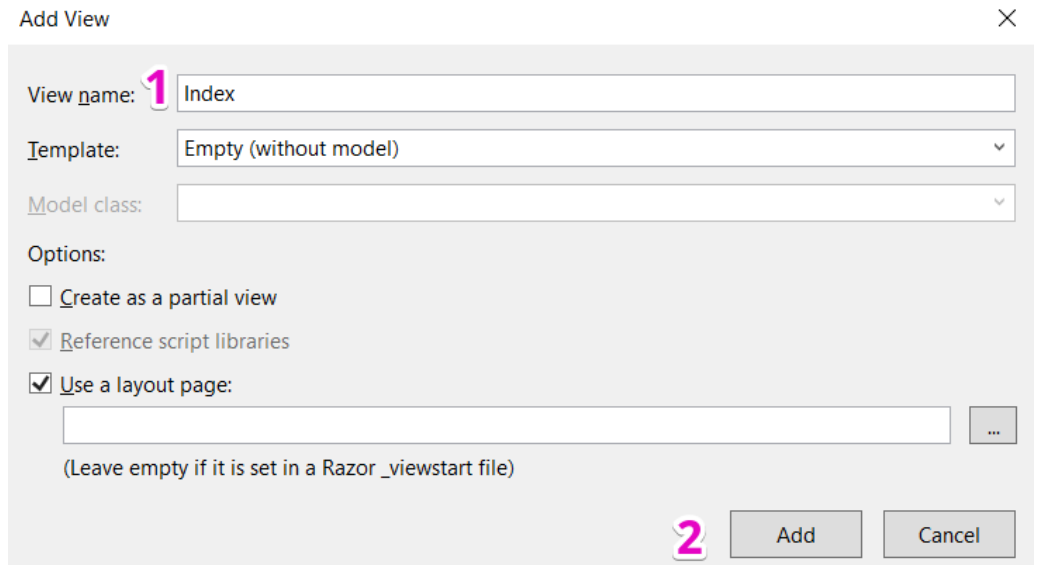 Add View
View name: 1 Index
Template: Empty (without model)
Model class:
Options:
Create as a partial view
Reference script libraries
Use a layout page:
...
(Leave empty if it is set in a Razor _viewstart file)
2 Add Cancel